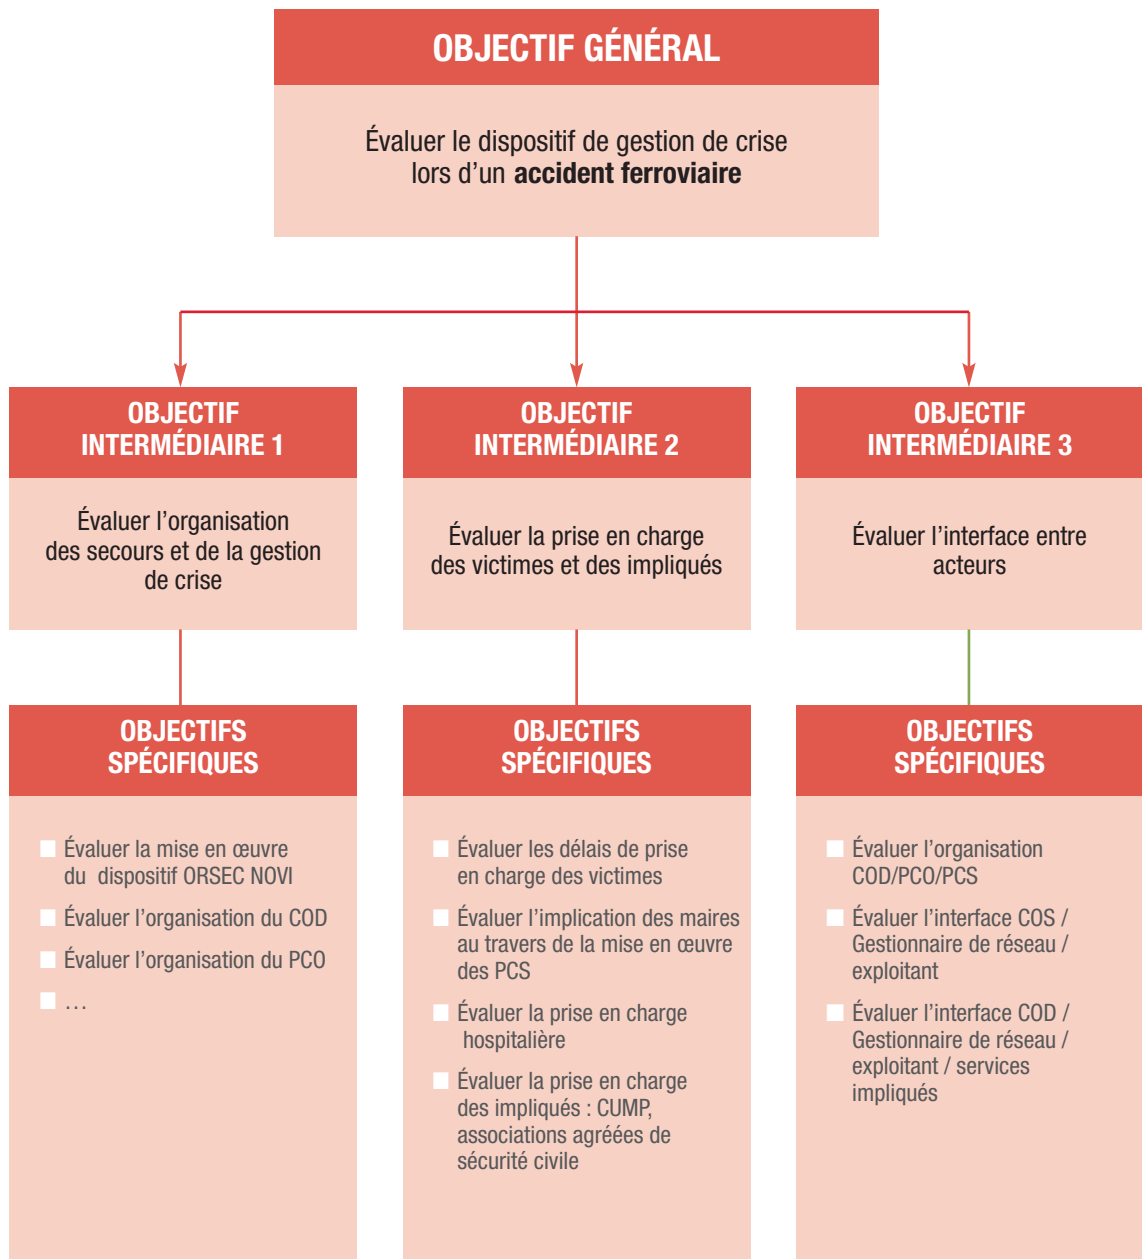 OBJECTIF GÉNÉRAL
Évaluer le dispositif de gestion de crise
lors d’un accident ferroviaire
OBJECTIF
INTERMÉDIAIRE 1
Évaluer l’organisation
des secours et de la gestion
de crise
OBJECTIFS
SPÉCIFIQUES
Évaluer la mise en œuvre
du dispositif ORSEC NOVI
Évaluer l’organisation du COD
Évaluer l’organisation du PCO
…
OBJECTIF
INTERMÉDIAIRE 2
Évaluer la prise en charge
des victimes et des impliqués
OBJECTIFS
SPÉCIFIQUES
Évaluer les délais de prise
en charge des victimes
Évaluer l’implication des maires
au travers de la mise en œuvre
des PCS
Évaluer la prise en charge
hospitalière
Évaluer la prise en charge
des impliqués : CUMP,
associations agréées de
sécurité civile
OBJECTIF
INTERMÉDIAIRE 3
Évaluer l’interface entre
acteurs
OBJECTIFS
SPÉCIFIQUES
Évaluer l’organisation
COD/PCO/PCS
Évaluer l’interface COS /
Gestionnaire de réseau /
exploitant
Évaluer l’interface COD /
Gestionnaire de réseau /
exploitant / services
impliqués